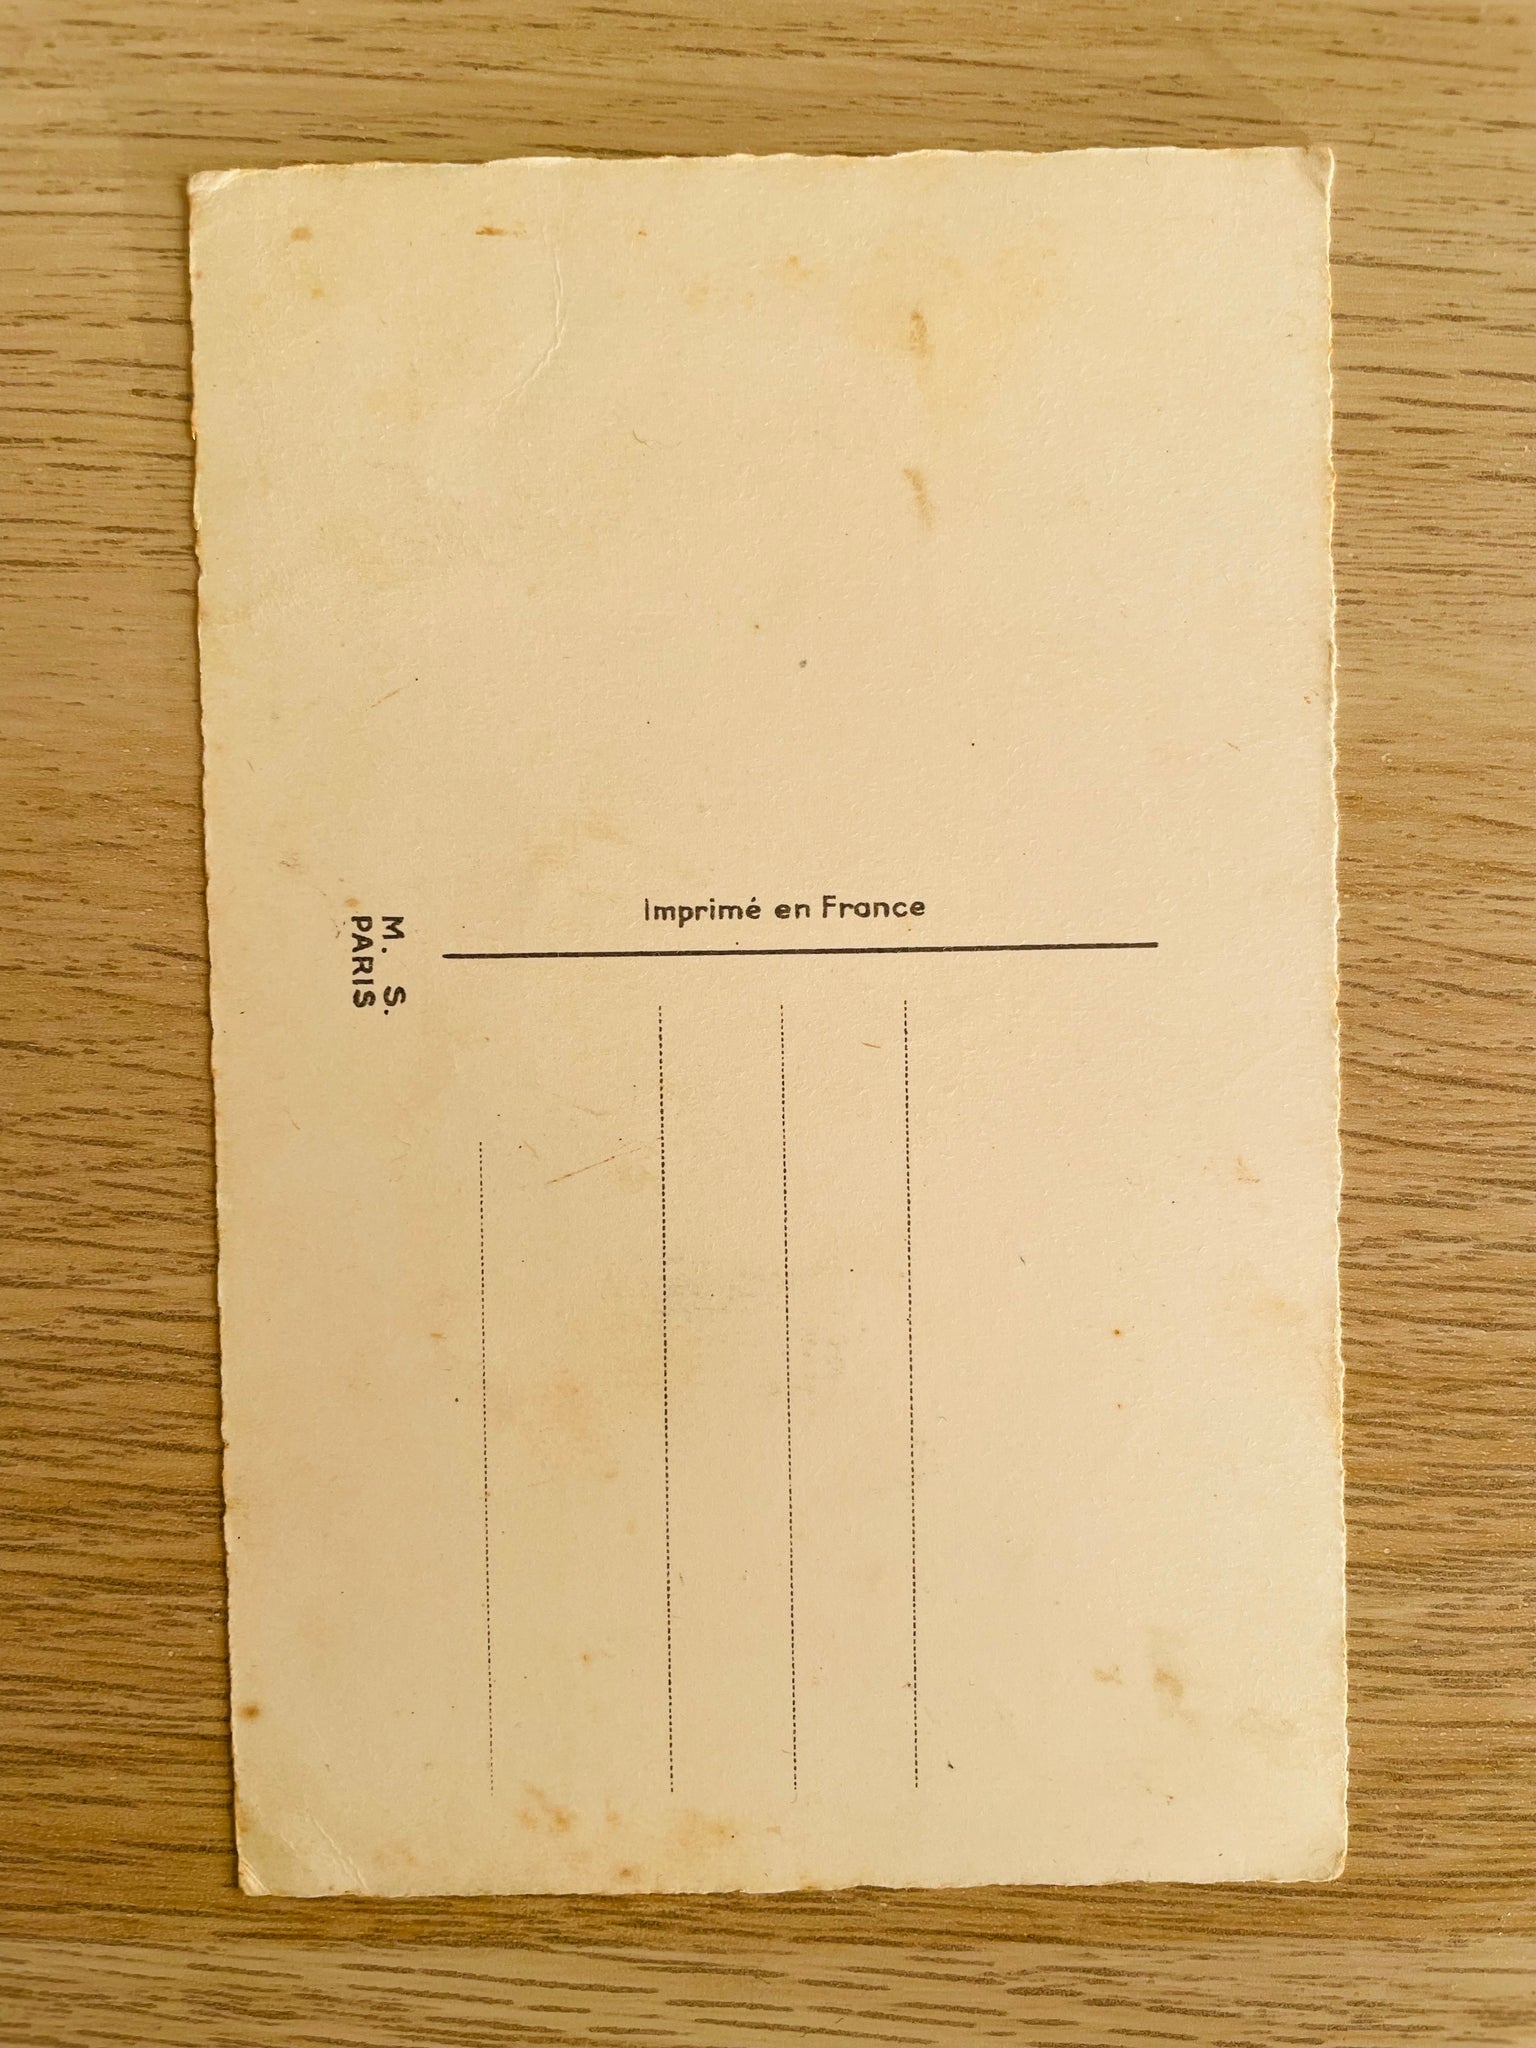 Imprimé en France
M. S.
PARIS